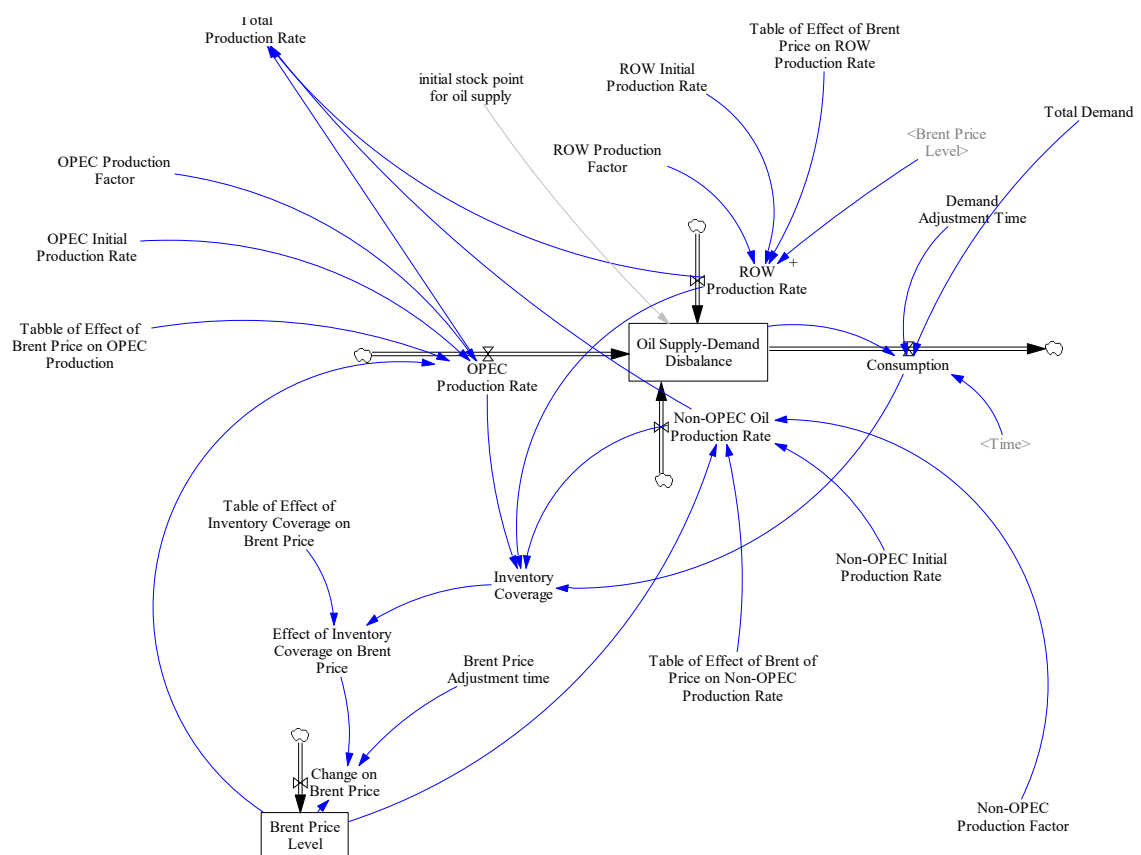 Total
Production Rate
Table of Effect of Brent
Price on ROW
Production Rate
ROW Initial
Production Rate
initial stock point
for oil supply
Total Demand
<Brent Price
Level>
ROW Production
Factor
OPEC Production
Factor
Demand
Adjustment Time
OPEC Initial
Production Rate
ROW +
Production Rate
Tabble of Effect of
Brent Price on OPEC
Production
Oil Supply-Demand
Disbalance
OPEC
Production Rate
Consumption
Non-OPEC Oil
Production Rate
<Time>
Table of Effect of
Inventory Coverage on
Brent Price
Non-OPEC Initial
Production Rate
Inventory
Coverage
Effect of Inventory
Coverage on Brent
Price
Brent Price
Adjustment time
Table of Effect of Brent of
Price on Non-OPEC
Production Rate
Change on
Brent Price
Non-OPEC
Production Factor
Brent Price
Level